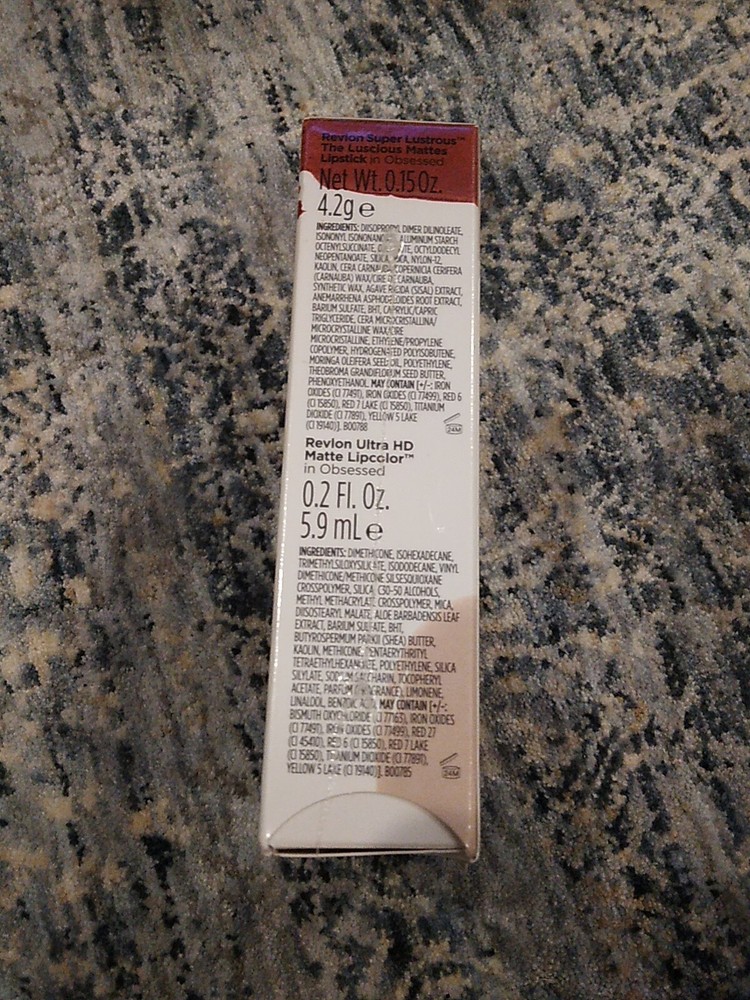 Revlon Super Lustrous™
The Luscious Mattes
Lipstick in Obsessed
Net Wt. 0.15 Oz.
4.2g e
INGREDIENTS: DIISOPROPYL DIMER DILINOLEATE,
ISONONYL ALUMINUM STARCH
OCTENYLSUCCINATE, OCTYLDODECYL
NEOPENTANOATE, SILICA, MICA, NYLON-12,
KAOLIN, CERA CARNAUBA/COPERNICIA CERIFERA
(CARNAUBA) WAX/CIRE DE CARNAUBA,
SYNTHETIC WAX, AGAVE RIGIDA (SISAL) EXTRACT,
ANEMARRHENA ASPHODELOIDES ROOT EXTRACT,
BARIUM SULFATE, BHT, CAPRYLIC/CAPRIC
TRIGLYCERIDE, CERA MICROCRISTALLINA/
MICROCRYSTALLINE WAX/CIRE
MICROCRISTALLINE, ETHYLENE/PROPYLENE
COPOLYMER, HYDROGENATED POLYISOBUTENE,
MORINGA OLEIFERA SEED OIL, POLYETHYLENE,
THEOBROMA GRANDIFLORUM SEED BUTTER,
PHENOXYETHANOL. MAY CONTAIN [+/-: IRON
OXIDES (CI 77491), IRON OXIDES (CI 77499), RED 6
(CI 15850), RED 7 LAKE (CI 15850), TITANIUM
DIOXIDE (CI 77891), YELLOW 5 LAKE
(CI 19140)]. B00788
24M
Revlon Ultra HD
Matte Lipcolor™
in Obsessed
0.2 Fl. Oz.
5.9 mL e
INGREDIENTS: DIMETHICONE, ISOHEXADECANE,
TRIMETHYLSILOXYSILICATE, ISODODECANE, VINYL
DIMETHICONE/METHICONE SILSESQUIOXANE
CROSSPOLYMER, SILICA, C30-50 ALCOHOLS,
METHYL METHACRYLATE CROSSPOLYMER, MICA,
DIISOSTEARYL MALATE, ALOE BARBADENSIS LEAF
EXTRACT, BARIUM SULFATE, BHT,
BUTYROSPERMUM PARKII (SHEA) BUTTER,
KAOLIN, METHICONE, PENTAERYTHRITYL
TETRAETHYLHEXANOATE, POLYETHYLENE, SILICA
SILYLATE, SODIUM SACCHARIN, TOCOPHERYL
ACETATE, PARFUM (FRAGRANCE), LIMONENE,
LINALOOL, MAY CONTAIN [+/-:
BISMUTH OXYCHLORIDE (CI 77163), IRON OXIDES
(CI 77491), IRON OXIDES (CI 77499), RED 27
(CI 45410), RED 6 (CI 15850), RED 7 LAKE
(CI 15850), TITANIUM DIOXIDE (CI 77891),
YELLOW 5 LAKE (CI 19140)]. B00785
24M